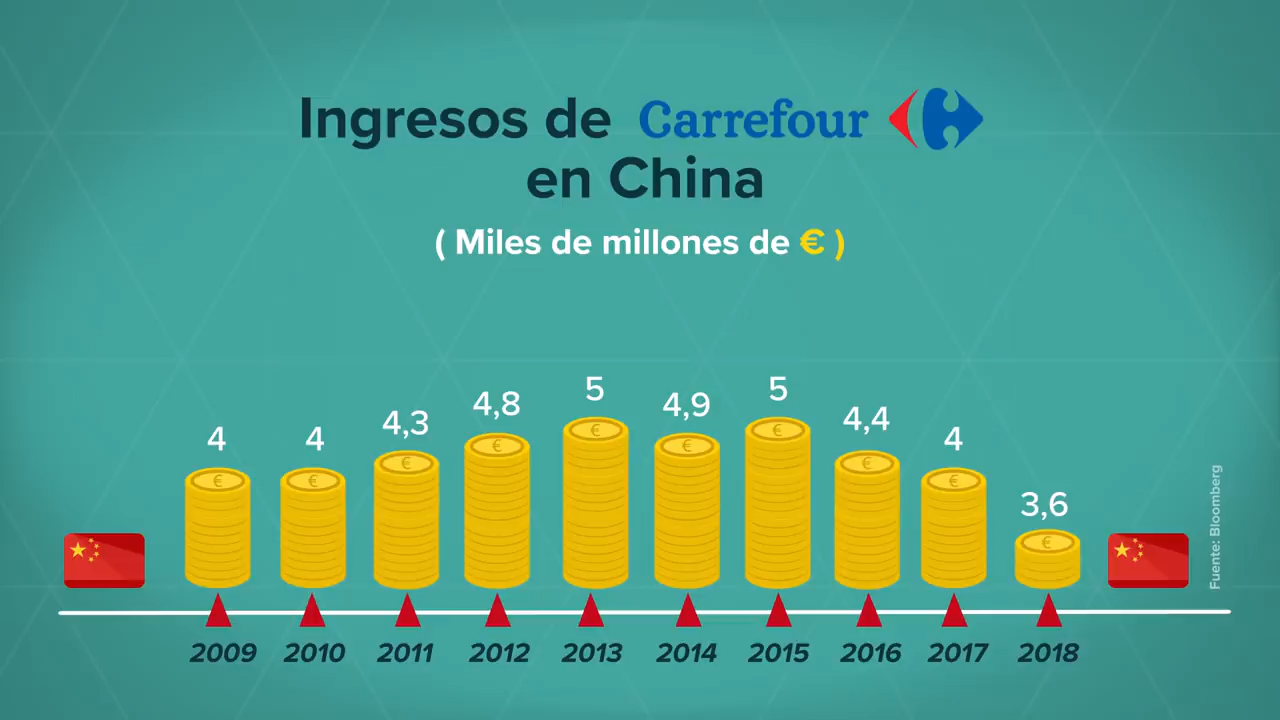 Ingresos de Carrefour
en China
( Miles de millones de € )
4 4 4,3 4,8 5 4,9 5 4,4 4 3,6
2009 2010 2011 2012 2013 2014 2015 2016 2017 2018
Fuente: Bloomberg